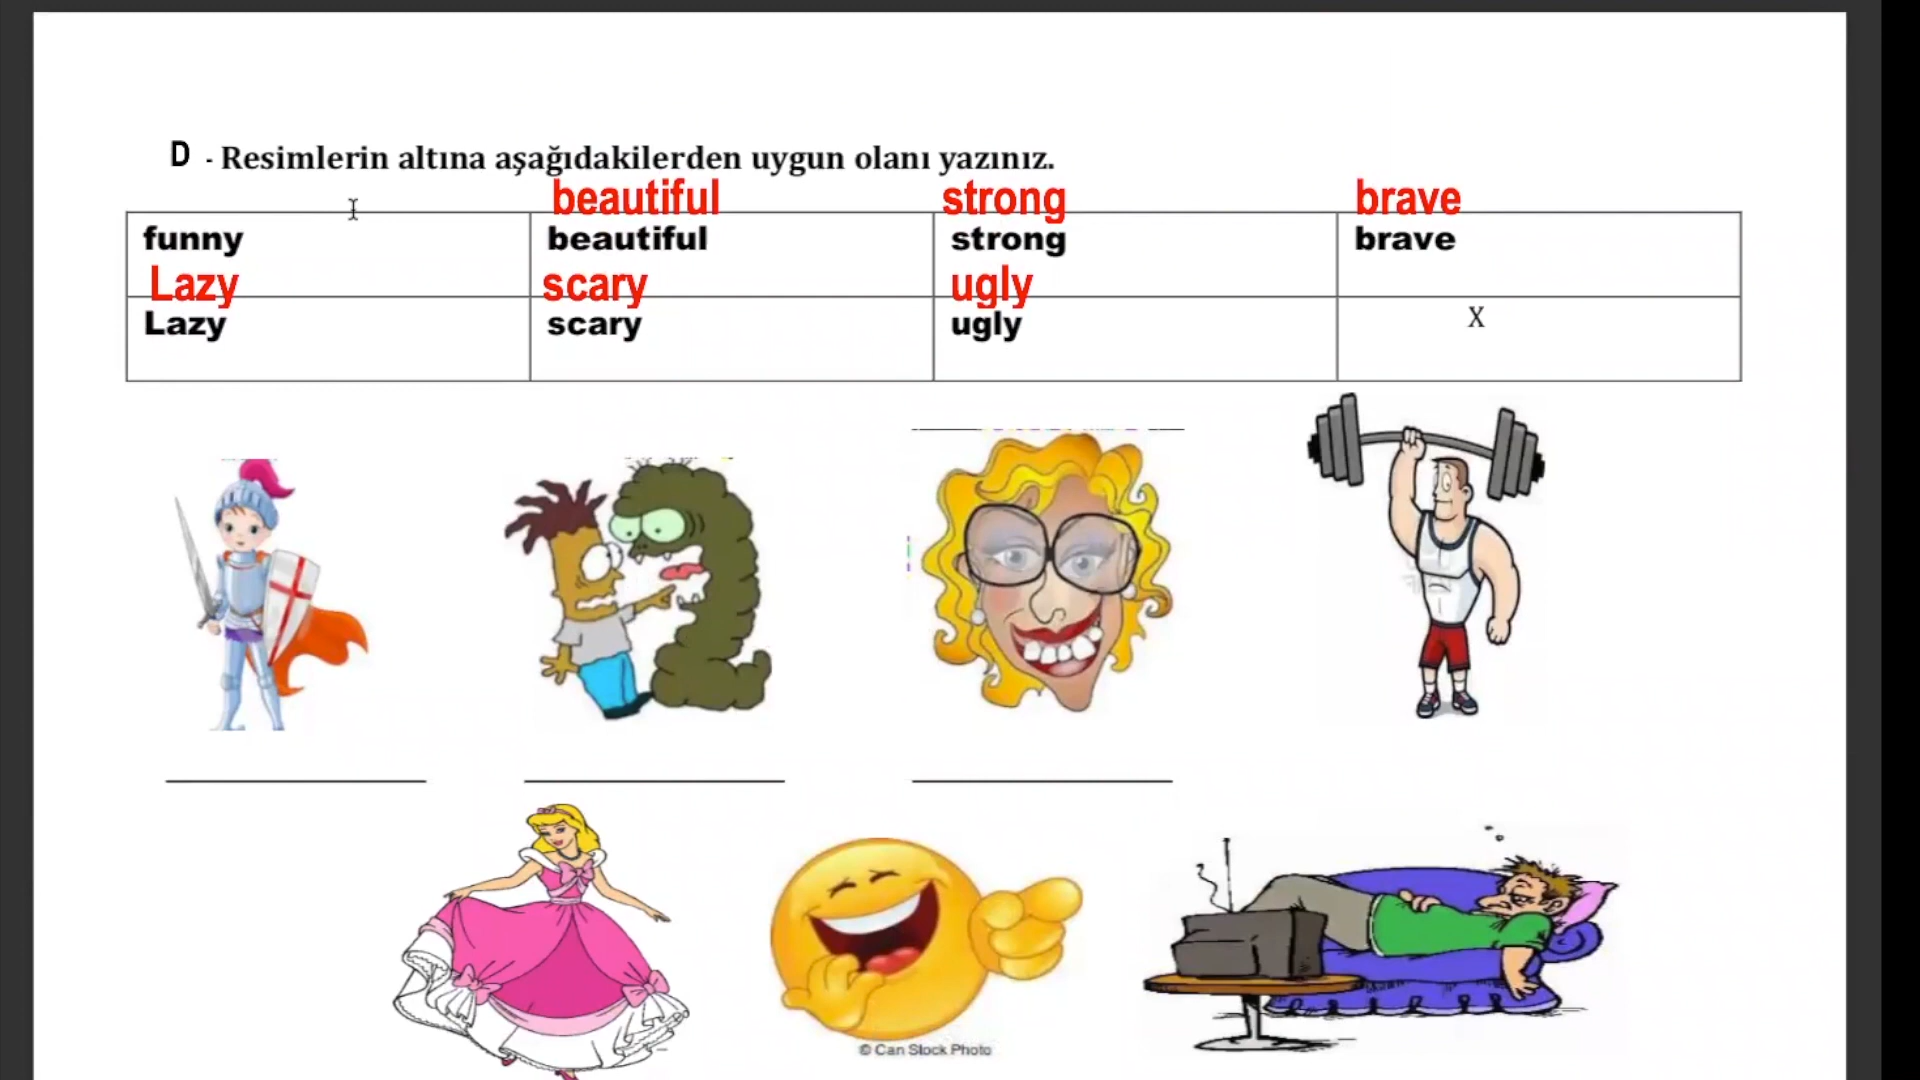 D - Resimlerin altına aşağıdakilerden uygun olanı yazınız.
beautiful strong brave
funny beautiful strong brave
Lazy scary ugly
Lazy scary ugly X
© Can Stock Photo